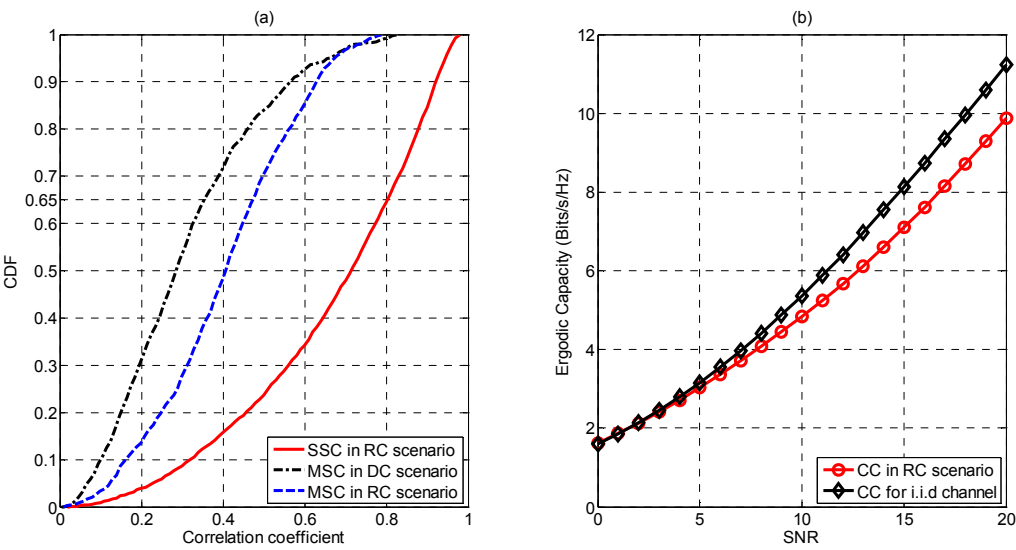 (a)
CDF
1
0.9
0.8
0.7
0.65
0.6
0.5
0.4
0.3
0.2
0.1
0
0 0.2 0.4 0.6 0.8 1
Correlation coefficient
SSC in RC scenario
MSC in DC scenario
MSC in RC scenario
(b)
Ergodic Capacity (Bits/s/Hz)
12
10
8
6
4
2
0
0 5 10 15 20
SNR
CC in RC scenario
CC for i.i.d channel